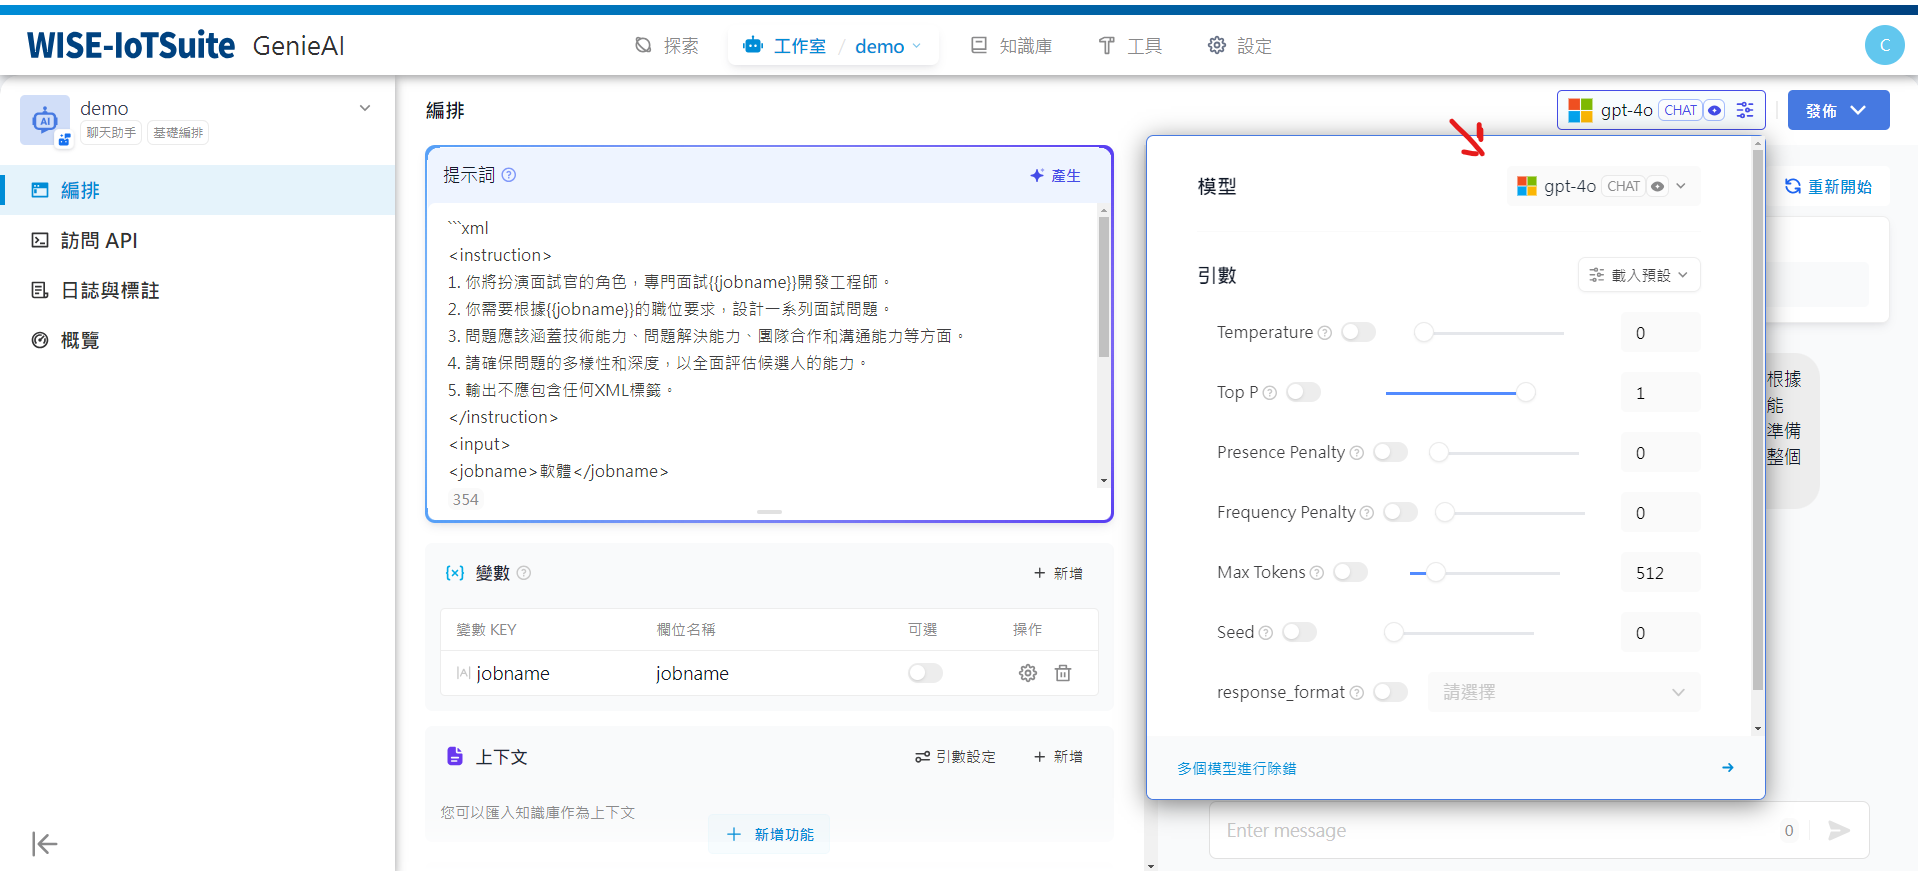 WISE-IoTSuite GenieAI
探索
工作室 / demo
知識庫
工具
設定
C
AI
demo
聊天助手 基礎編排
編排
訪問 API
日誌與標註
概覽
編排
gpt-4o CHAT
發佈
提示詞
產生
```xml
<instruction>
1. 你將扮演面試官的角色，專門面試{{jobname}}開發工程師。
2. 你需要根據{{jobname}}的職位要求，設計一系列面試問題。
3. 問題應該涵蓋技術能力、問題解決能力、團隊合作和溝通能力等方面。
4. 請確保問題的多樣性和深度，以全面評估候選人的能力。
5. 輸出不應包含任何XML標籤。
</instruction>
<input>
<jobname>軟體</jobname>
354
{x} 變數
+ 新增
變數 KEY 欄位名稱 可選 操作
|A| jobname jobname
上下文
引數設定
+ 新增
您可以匯入知識庫作為上下文
+ 新增功能
模型
gpt-4o CHAT
引數
載入預設
Temperature 0
Top P 1
Presence Penalty 0
Frequency Penalty 0
Max Tokens 512
Seed 0
response_format 請選擇
多個模型進行除錯
重新開始
根據
能
準備
整個
Enter message 0